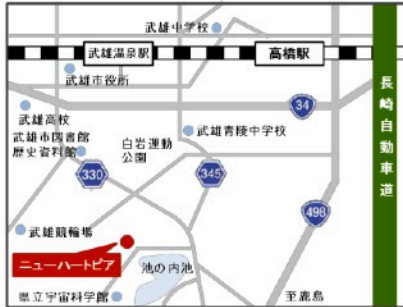 武雄中学校
武雄温泉駅
高橋駅
武雄市役所
34
長崎自動車道
武雄高校
武雄市図書館
歴史資料館
白岩運動
公園
武雄青陵中学校
330
345
498
武雄競輪場
ニューハートピア
池の内池
県立宇宙科学館
至鹿島